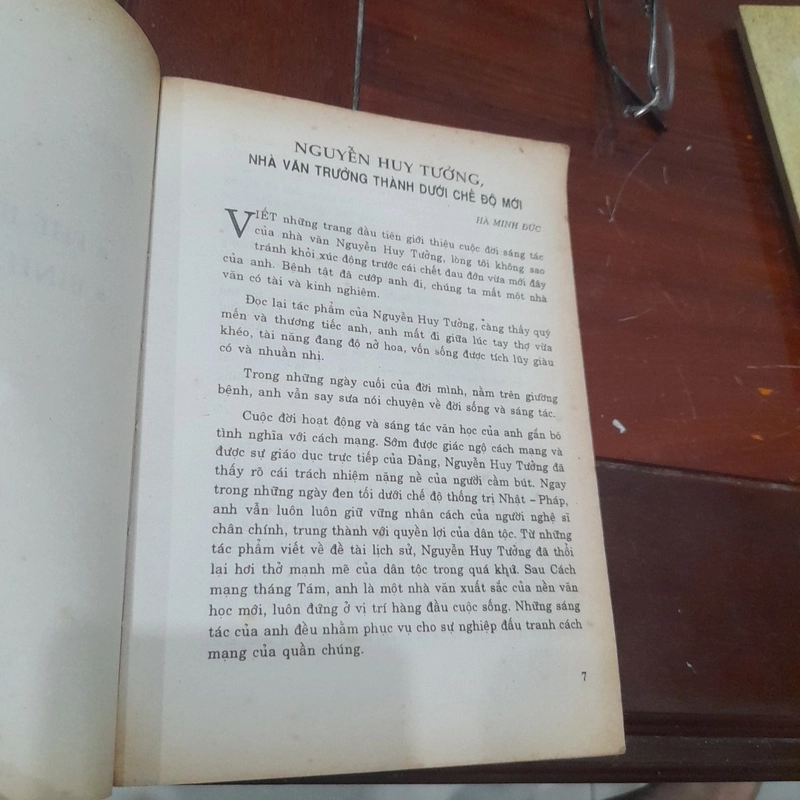 NGUYỄN HUY TƯỞNG,
NHÀ VĂN TRƯỞNG THÀNH DƯỚI CHẾ ĐỘ MỚI
HÀ MINH ĐỨC
VIẾT những trang đầu tiên giới thiệu cuộc đời sáng tác
của nhà văn Nguyễn Huy Tưởng, lòng tôi không sao
tránh khỏi xúc động trước cái chết đau đớn vừa mới đây
của anh. Bệnh tật đã cướp anh đi, chúng ta mất một nhà
văn có tài và kinh nghiệm.
Đọc lại tác phẩm của Nguyễn Huy Tưởng, càng thấy quý
mến và thương tiếc anh, anh mất đi giữa lúc tay thợ vừa
khéo, tài năng đang độ nở hoa, vốn sống được tích lũy giàu
có và nhuần nhị.
Trong những ngày cuối của đời mình, nằm trên giường
bệnh, anh vẫn say sưa nói chuyện về đời sống và sáng tác.
Cuộc đời hoạt động và sáng tác văn học của anh gắn bó
tình nghĩa với cách mạng. Sớm được giác ngộ cách mạng và
được sự giáo dục trực tiếp của Đảng, Nguyễn Huy Tưởng đã
thấy rõ cái trách nhiệm nặng nề của người cầm bút. Ngay
trong những ngày đen tối dưới chế độ thống trị Nhật – Pháp,
anh vẫn luôn luôn giữ vững nhân cách của người nghệ sĩ
chân chính, trung thành với quyền lợi của dân tộc. Từ những
tác phẩm viết về đề tài lịch sử, Nguyễn Huy Tưởng đã thổi
lại hơi thở mạnh mẽ của dân tộc trong quá khứ. Sau Cách
mạng tháng Tám, anh là một nhà văn xuất sắc của nền văn
học mới, luôn đứng ở vị trí hàng đầu cuộc sống. Những sáng
tác của anh đều nhằm phục vụ cho sự nghiệp đấu tranh cách
mạng của quần chúng.
7